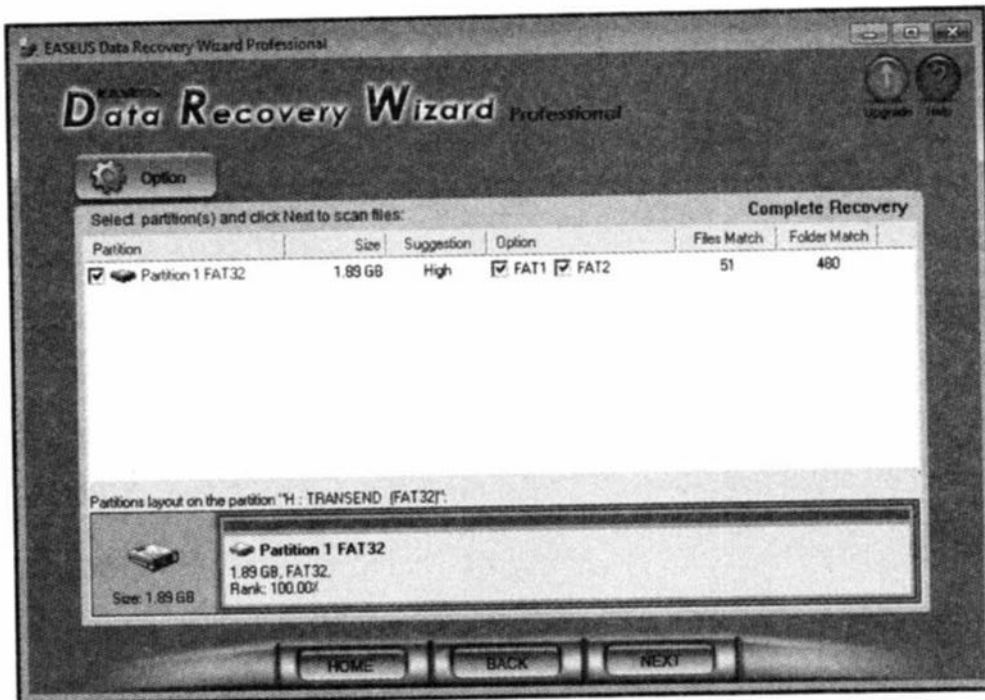 EASEUS Data Recovery Wizard Professional
EASEUS
Data Recovery Wizard Professional
Upgrade Help
Option
Select partition(s) and click Next to scan files: Complete Recovery
Partition Size Suggestion Option Files Match Folder Match
Partition 1 FAT32 1.89 GB High FAT1 FAT2 51 480
Partitions layout on the partition "H : TRANSEND (FAT32)":
Partition 1 FAT32
1.89 GB, FAT32,
Rank: 100.00%
Size: 1.89 GB
HOME BACK NEXT